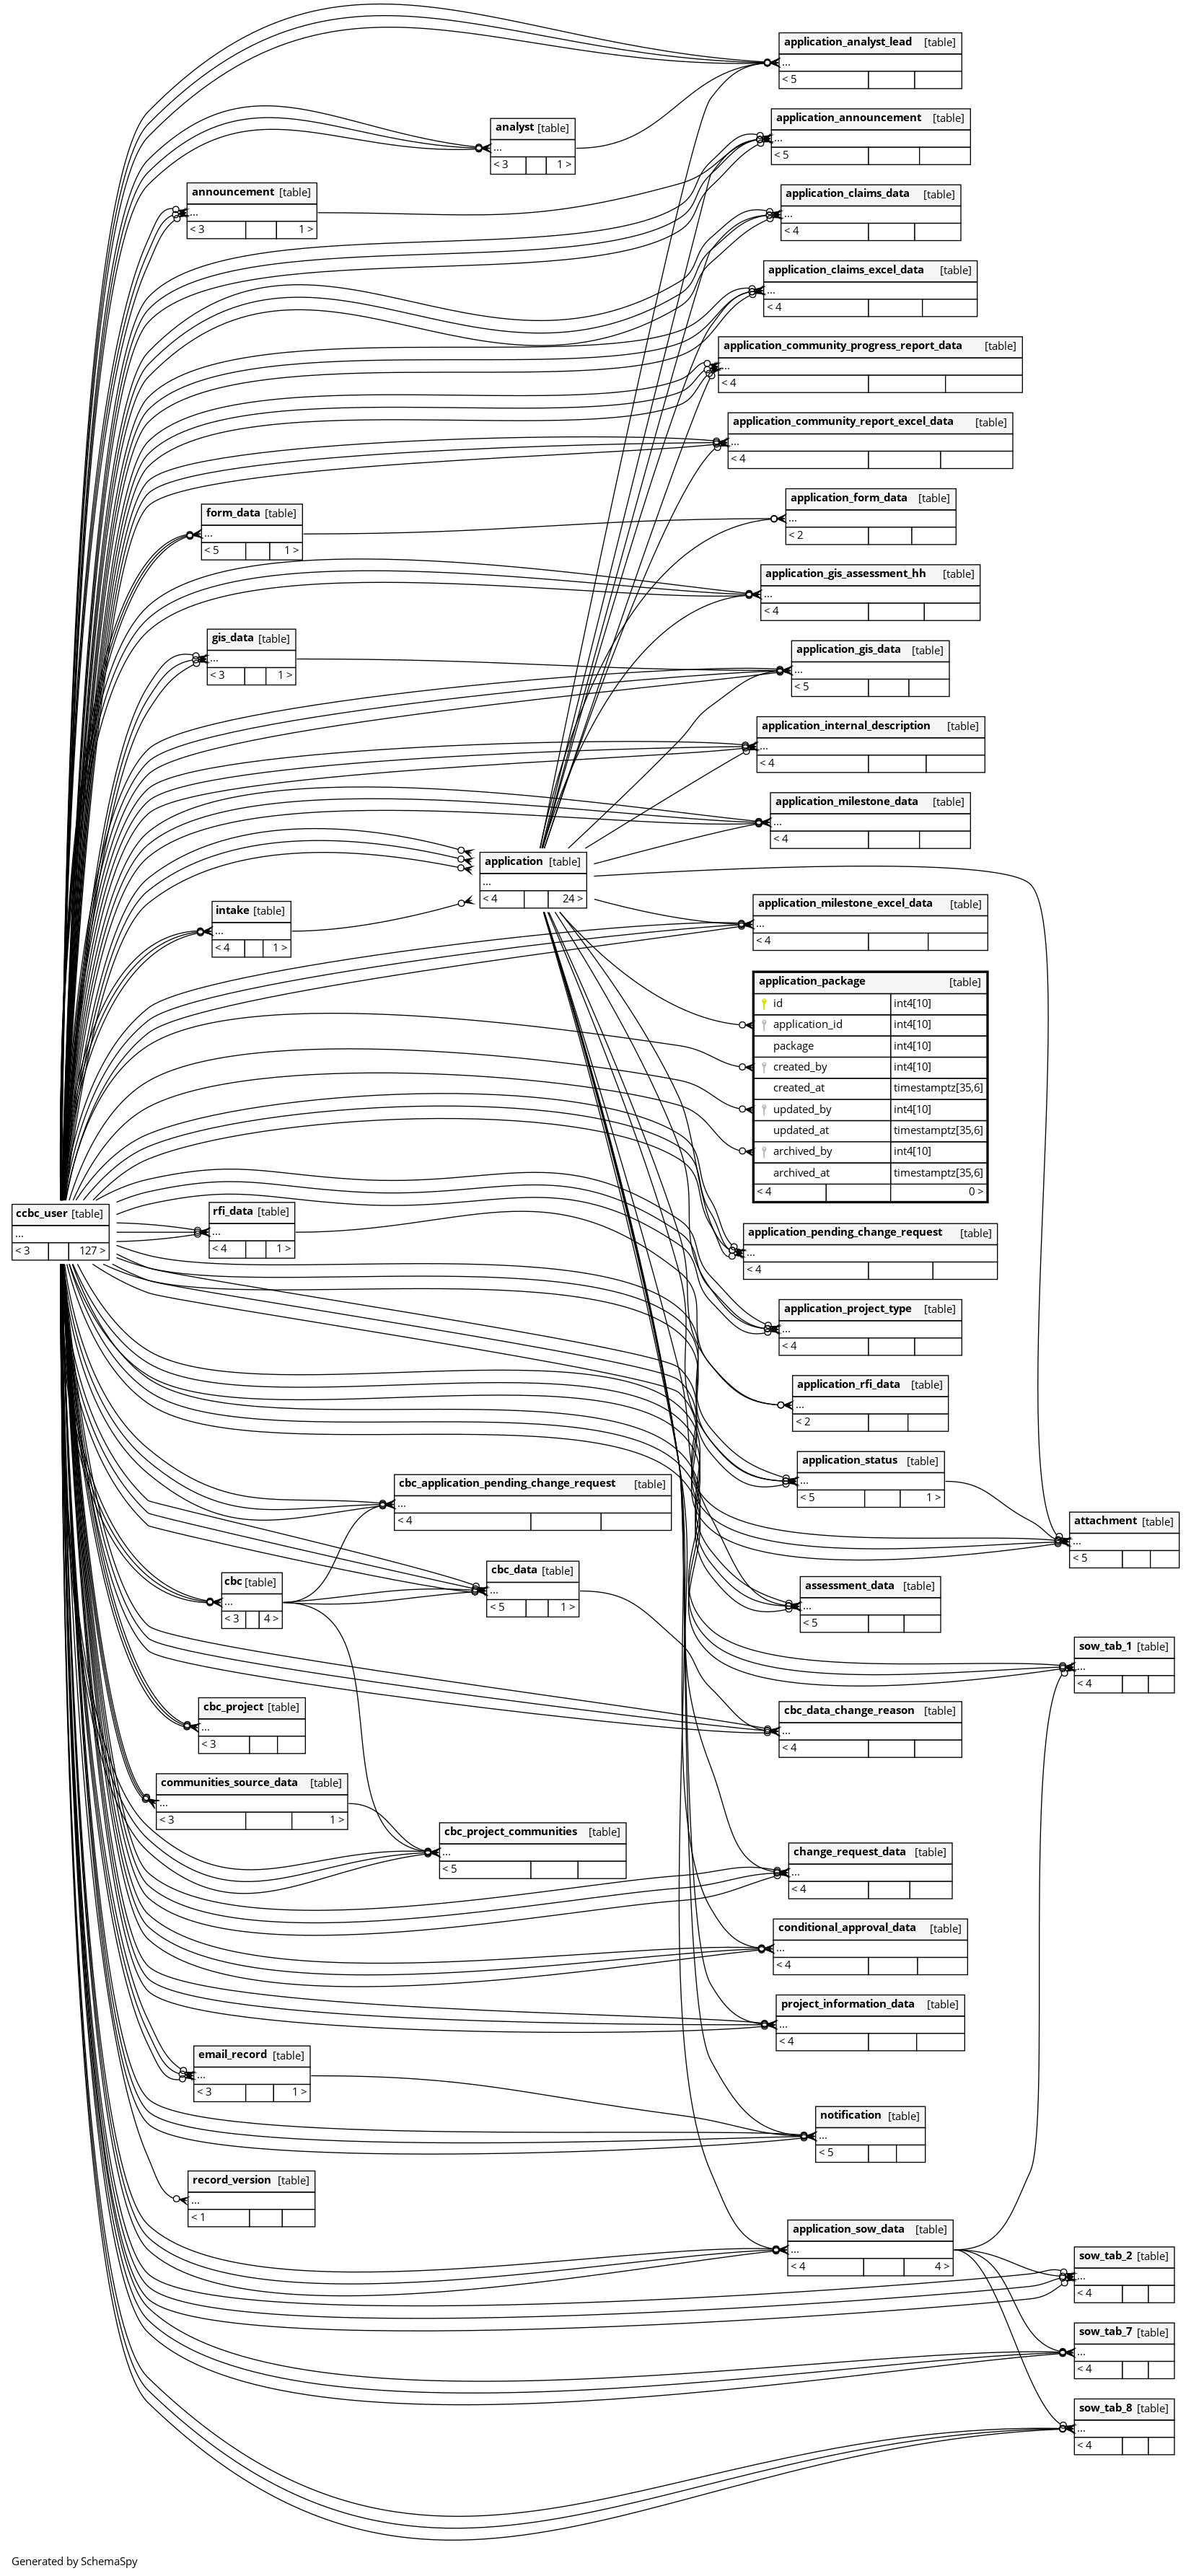 application_analyst_lead [table]
...
< 5
application_announcement [table]
...
< 5
analyst [table]
...
< 3 1 >
announcement [table]
...
< 3 1 >
application_claims_data [table]
...
< 4
application_claims_excel_data [table]
...
< 4
application_community_progress_report_data [table]
...
< 4
application_community_report_excel_data [table]
...
< 4
application_form_data [table]
...
< 2
form_data [table]
...
< 5 1 >
application_gis_assessment_hh [table]
...
< 4
gis_data [table]
...
< 3 1 >
application_gis_data [table]
...
< 5
application_internal_description [table]
...
< 4
application_milestone_data [table]
...
< 4
application [table]
...
< 4 24 >
intake [table]
...
< 4 1 >
application_milestone_excel_data [table]
...
< 4
application_package [table]
id int4[10]
application_id int4[10]
package int4[10]
created_by int4[10]
created_at timestamptz[35,6]
updated_by int4[10]
updated_at timestamptz[35,6]
archived_by int4[10]
archived_at timestamptz[35,6]
< 4 0 >
ccbc_user [table]
...
< 3 127 >
rfi_data [table]
...
< 4 1 >
application_pending_change_request [table]
...
< 4
application_project_type [table]
...
< 4
application_rfi_data [table]
...
< 2
application_status [table]
...
< 5 1 >
cbc_application_pending_change_request [table]
...
< 4
attachment [table]
...
< 5
cbc [table]
...
< 3 4 >
cbc_data [table]
...
< 5 1 >
assessment_data [table]
...
< 5
sow_tab_1 [table]
...
< 4
cbc_project [table]
...
< 3
cbc_data_change_reason [table]
...
< 4
communities_source_data [table]
...
< 3 1 >
cbc_project_communities [table]
...
< 5
change_request_data [table]
...
< 4
conditional_approval_data [table]
...
< 4
project_information_data [table]
...
< 4
email_record [table]
...
< 3 1 >
notification [table]
...
< 5
record_version [table]
...
< 1
application_sow_data [table]
...
< 4 4 >
sow_tab_2 [table]
...
< 4
sow_tab_7 [table]
...
< 4
sow_tab_8 [table]
...
< 4
Generated by SchemaSpy